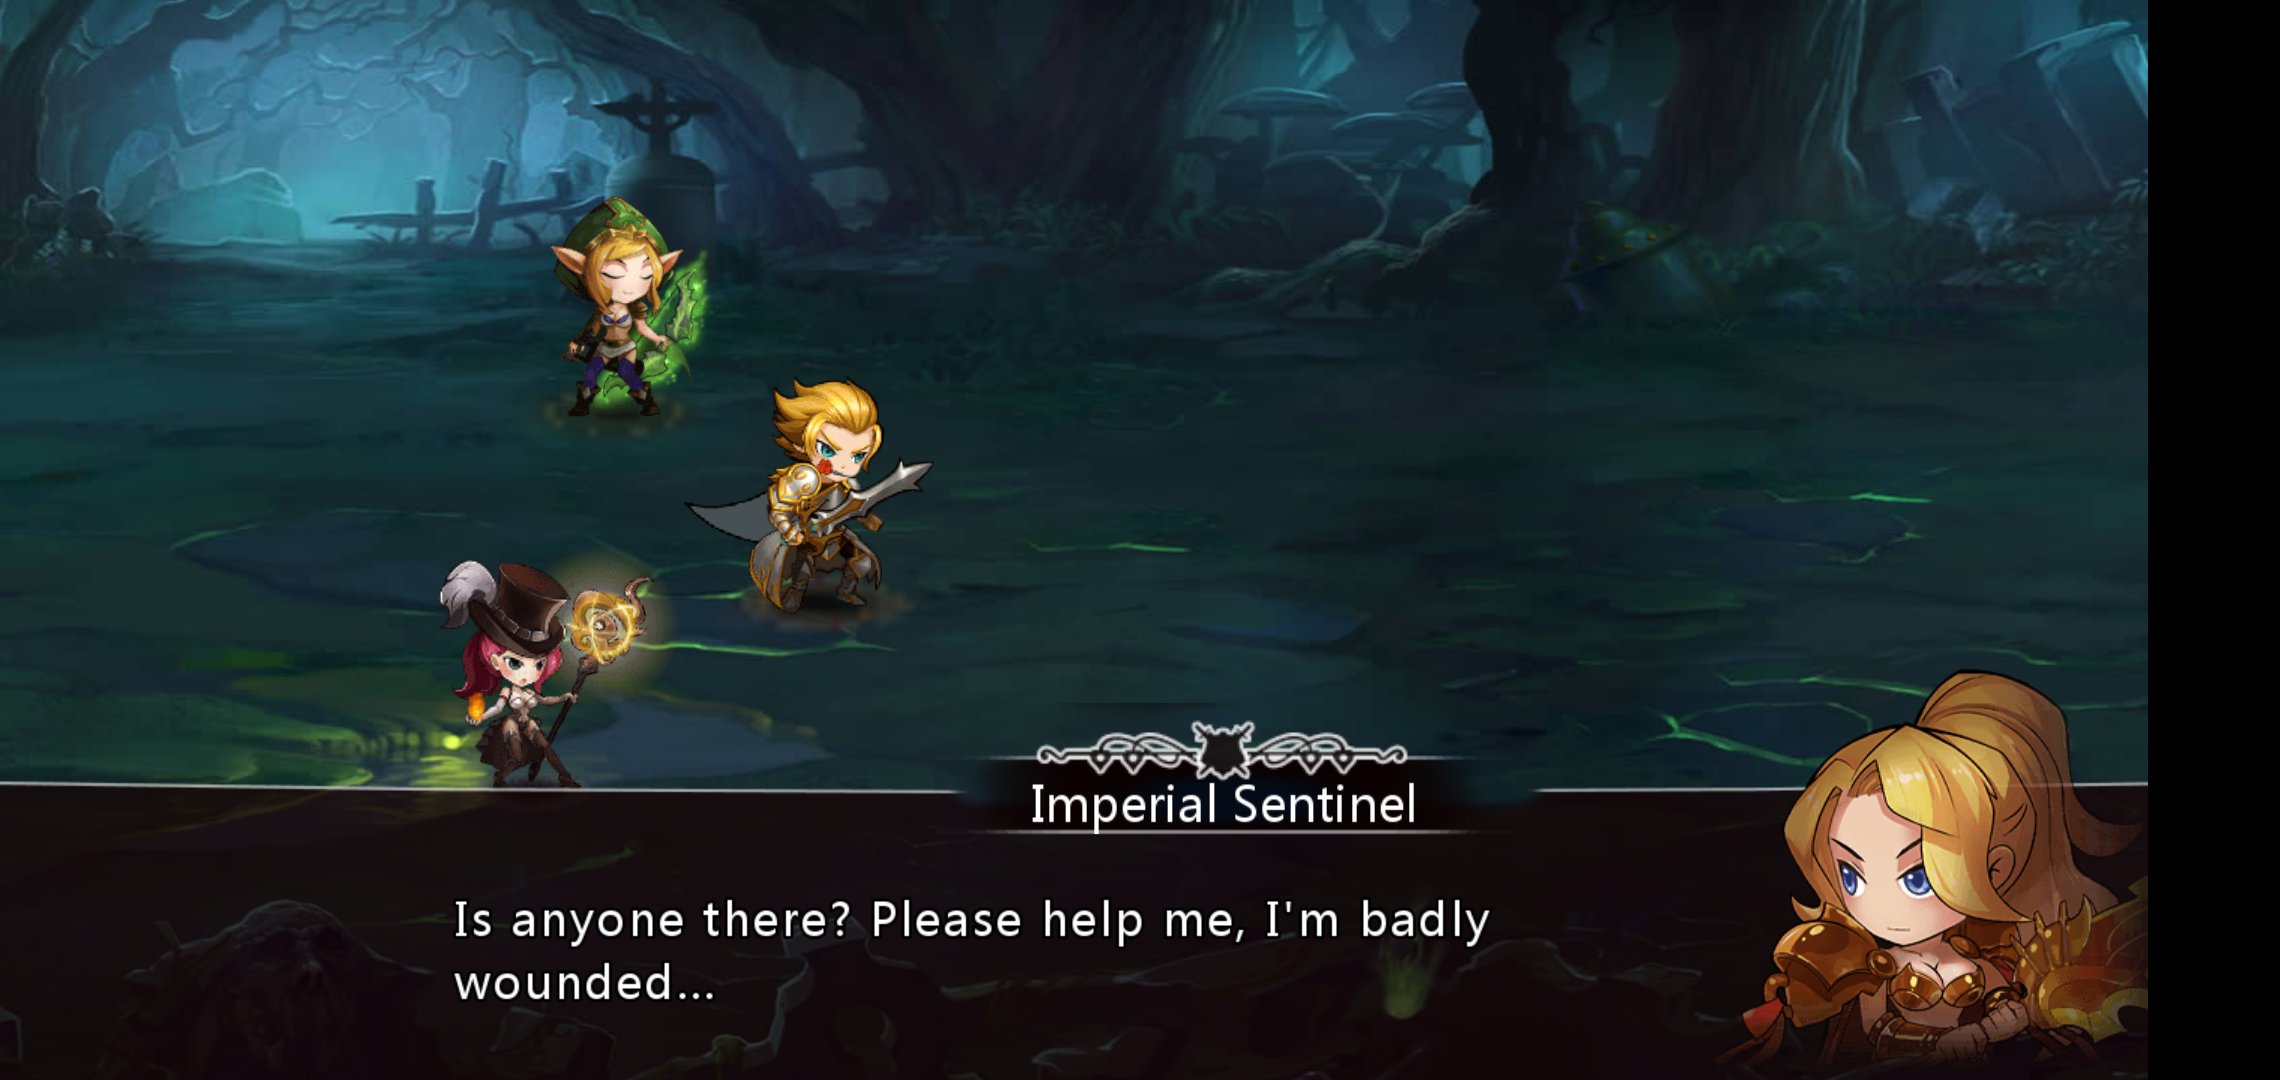 Imperial Sentinel
Is anyone there? Please help me, I'm badly
wounded...